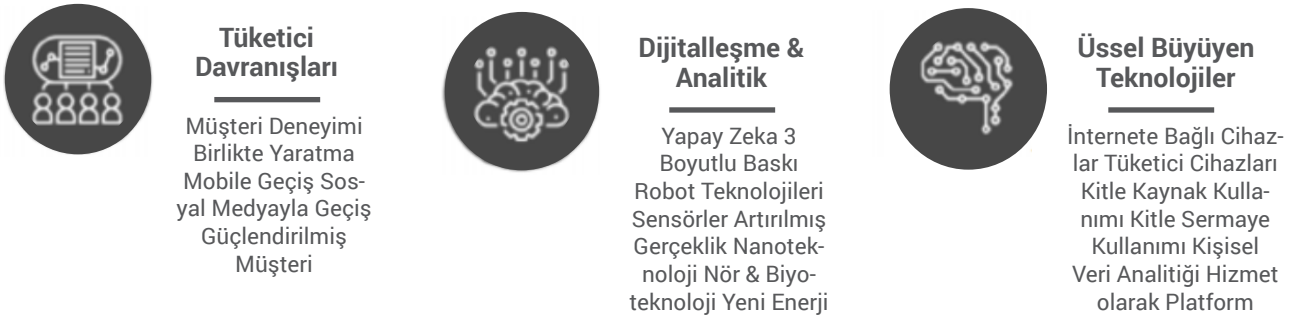 Tüketici
Davranışları
Müşteri Deneyimi
Birlikte Yaratma
Mobile Geçiş Sos-
yal Medyayla Geçiş
Güçlendirilmiş
Müşteri
Dijitalleşme &
Analitik
Yapay Zeka 3
Boyutlu Baskı
Robot Teknolojileri
Sensörler Artırılmış
Gerçeklik Nanotek-
noloji Nör & Biyo-
teknoloji Yeni Enerji
Üssel Büyüyen
Teknolojiler
İnternete Bağlı Cihaz-
lar Tüketici Cihazları
Kitle Kaynak Kulla-
nımı Kitle Sermaye
Kullanımı Kişisel
Veri Analitiği Hizmet
olarak Platform